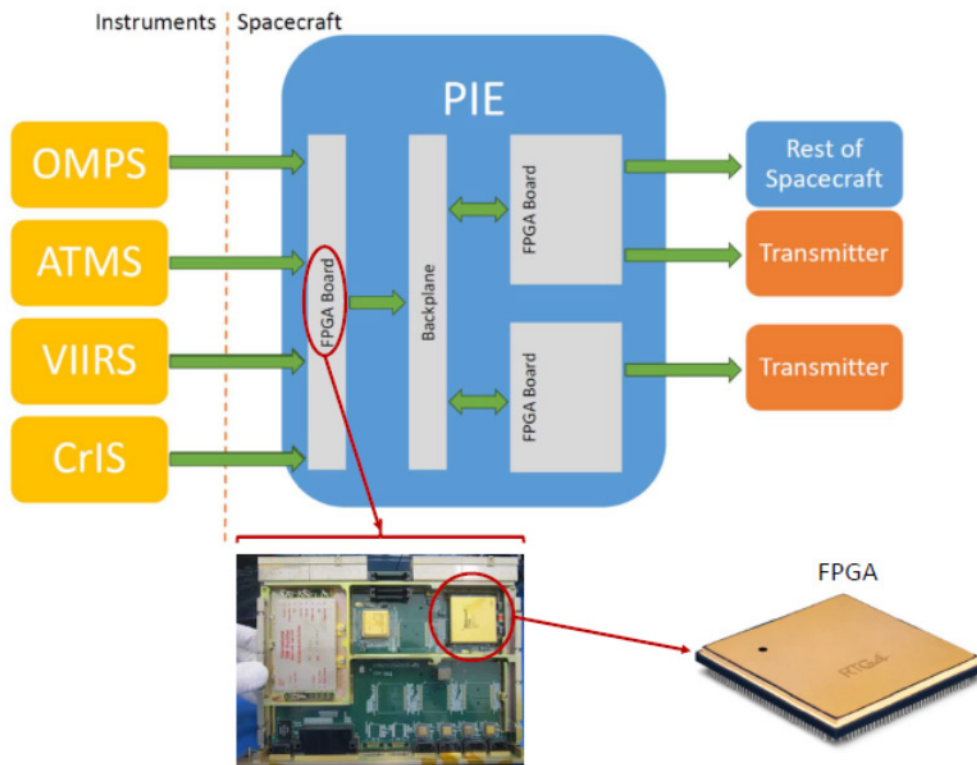 Instruments
Spacecraft
PIE
OMPS
ATMS
VIIRS
CrIS
FPGA Board
Backplane
FPGA Board
FPGA Board
Rest of
Spacecraft
Transmitter
Transmitter
FPGA
RTG4